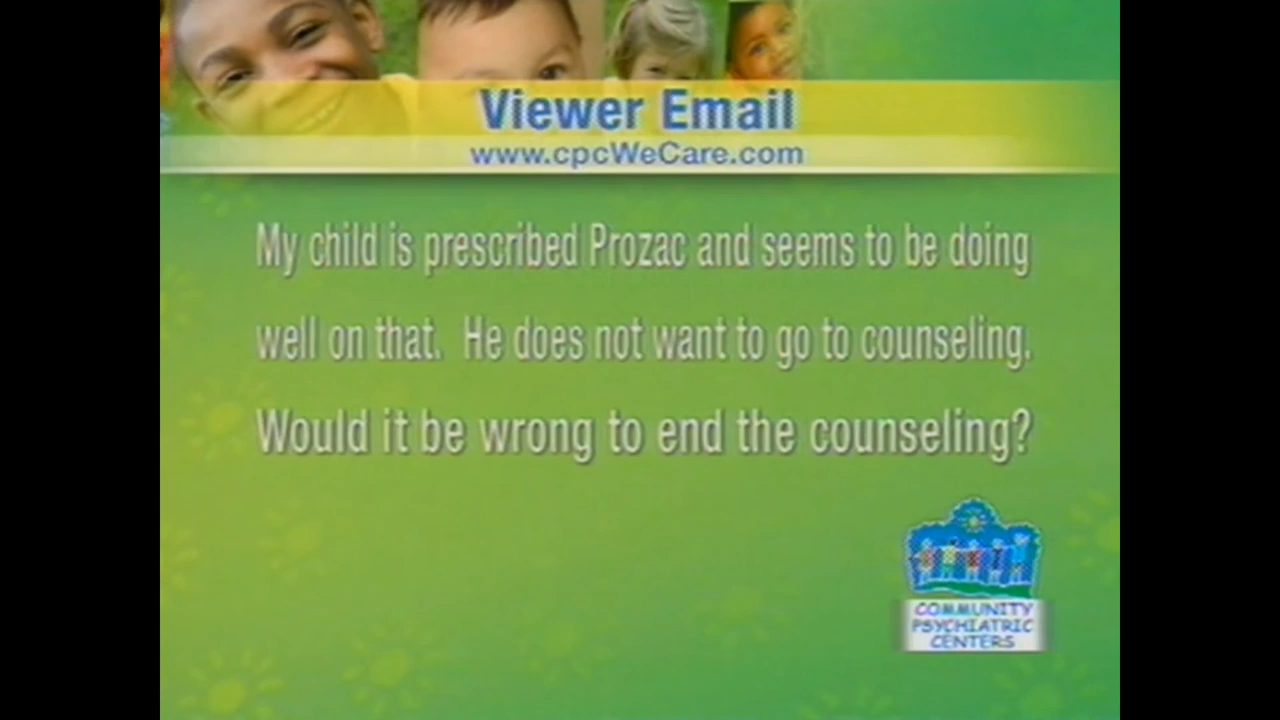 Viewer Email
www.cpcWeCare.com
My child is prescribed Prozac and seems to be doing
well on that. He does not want to go to counseling.
Would it be wrong to end the counseling?
COMMUNITY
PSYCHIATRIC
CENTERS